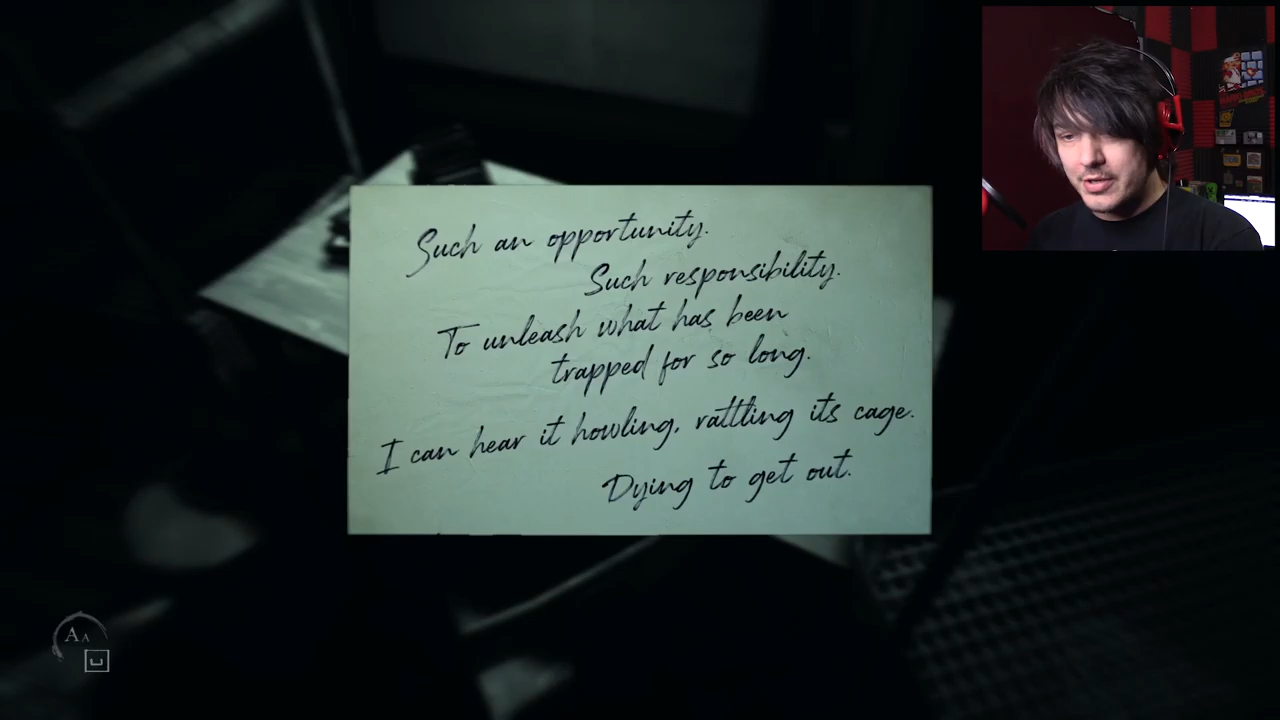 Such an opportunity.
Such responsibility.
To unleash what has been
trapped for so long.
I can hear it howling, rattling its cage.
Dying to get out.
AA